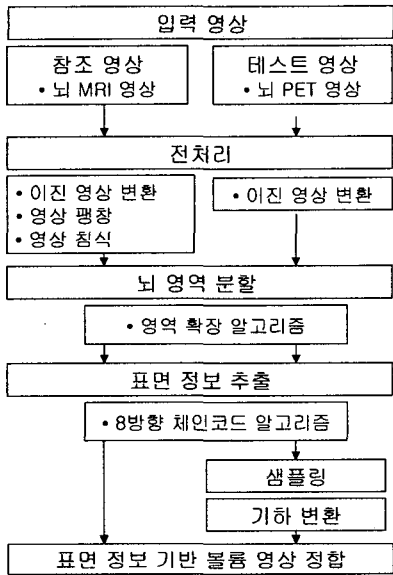 입력 영상
참조 영상
• 뇌 MRI 영상
테스트 영상
• 뇌 PET 영상
전처리
• 이진 영상 변환
• 영상 팽창
• 영상 침식
• 이진 영상 변환
뇌 영역 분할
• 영역 확장 알고리즘
표면 정보 추출
• 8방향 체인코드 알고리즘
샘플링
기하 변환
표면 정보 기반 볼륨 영상 정합